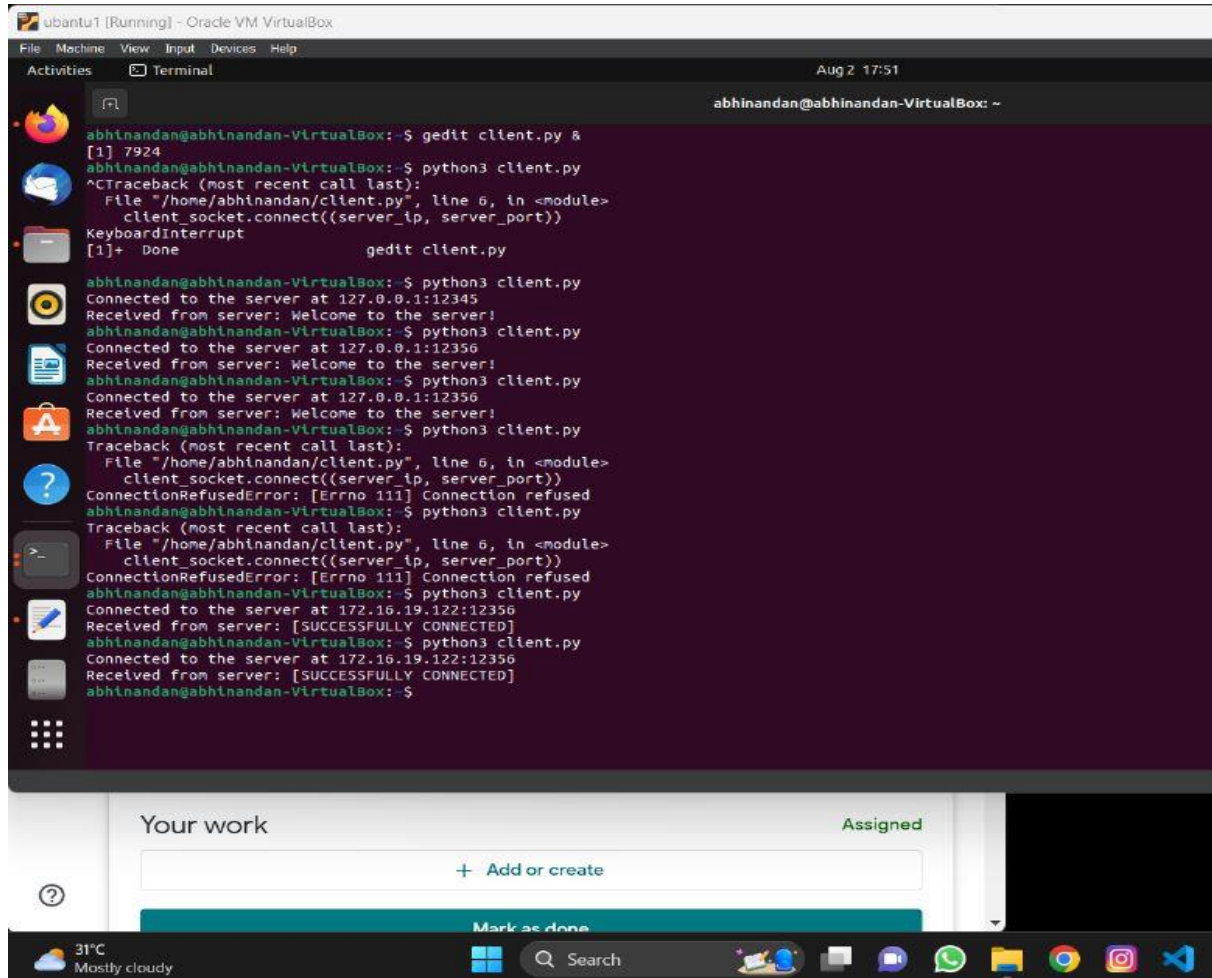 ubantu1 [Running] - Oracle VM VirtualBox
File Machine View Input Devices Help
Activities Terminal Aug 2 17:51
abhinandan@abhinandan-VirtualBox: ~
abhinandan@abhinandan-VirtualBox:~$ gedit client.py &
[1] 7924
abhinandan@abhinandan-VirtualBox:~$ python3 client.py
^CTraceback (most recent call last):
  File "/home/abhinandan/client.py", line 6, in <module>
    client_socket.connect((server_ip, server_port))
KeyboardInterrupt
[1]+  Done                    gedit client.py
abhinandan@abhinandan-VirtualBox:~$ python3 client.py
Connected to the server at 127.0.0.1:12345
Received from server: Welcome to the server!
abhinandan@abhinandan-VirtualBox:~$ python3 client.py
Connected to the server at 127.0.0.1:12356
Received from server: Welcome to the server!
abhinandan@abhinandan-VirtualBox:~$ python3 client.py
Connected to the server at 127.0.0.1:12356
Received from server: Welcome to the server!
abhinandan@abhinandan-VirtualBox:~$ python3 client.py
Traceback (most recent call last):
  File "/home/abhinandan/client.py", line 6, in <module>
    client_socket.connect((server_ip, server_port))
ConnectionRefusedError: [Errno 111] Connection refused
abhinandan@abhinandan-VirtualBox:~$ python3 client.py
Traceback (most recent call last):
  File "/home/abhinandan/client.py", line 6, in <module>
    client_socket.connect((server_ip, server_port))
ConnectionRefusedError: [Errno 111] Connection refused
abhinandan@abhinandan-VirtualBox:~$ python3 client.py
Connected to the server at 172.16.19.122:12356
Received from server: [SUCCESSFULLY CONNECTED]
abhinandan@abhinandan-VirtualBox:~$ python3 client.py
Connected to the server at 172.16.19.122:12356
Received from server: [SUCCESSFULLY CONNECTED]
abhinandan@abhinandan-VirtualBox:~$
Your work Assigned
+ Add or create
Mark as done
31°C
Mostly cloudy
Search